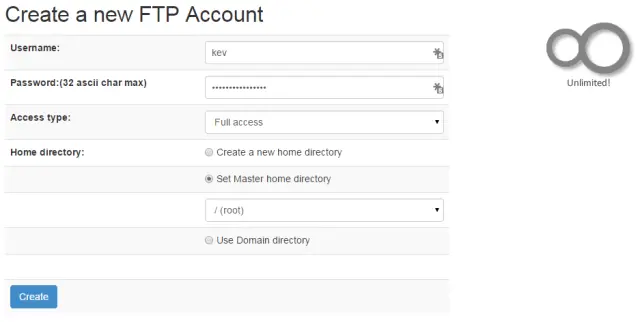 Create a new FTP Account
Username:
kev
Password:(32 ascii char max)
••••••••••••••••
Access type:
Full access
Home directory:
Create a new home directory
Set Master home directory
/ (root)
Use Domain directory
Create
Unlimited!